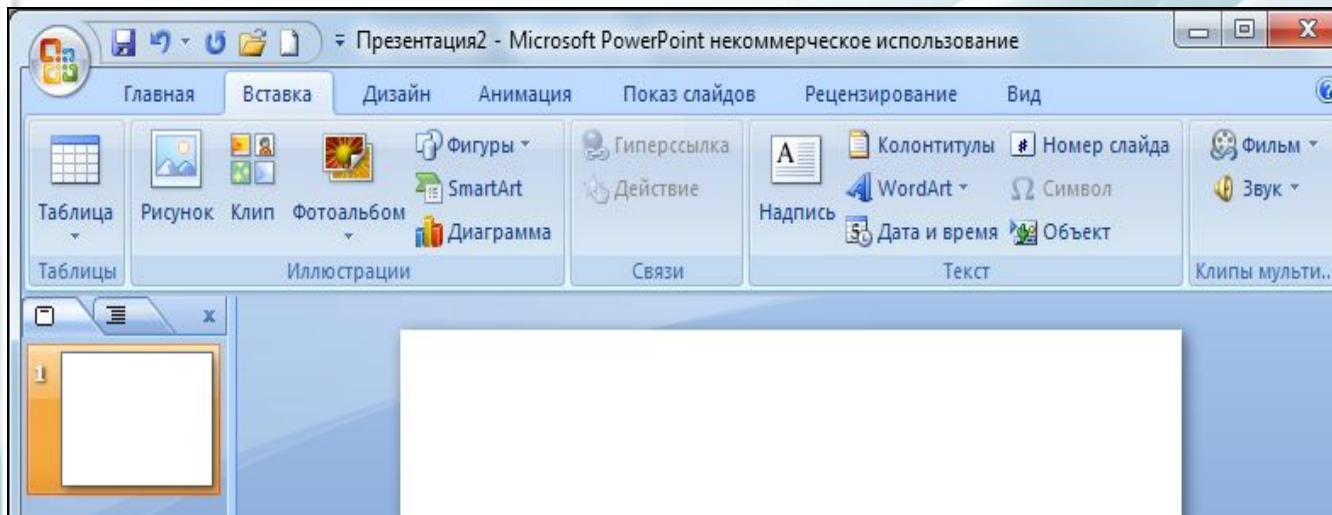 Презентация2 - Microsoft PowerPoint некоммерческое использование
Главная Вставка Дизайн Анимация Показ слайдов Рецензирование Вид
Таблица
Таблицы
Рисунок Клип Фотоальбом
Фигуры
SmartArt
Диаграмма
Иллюстрации
Гиперссылка
Действие
Связи
Надпись
Колонтитулы
WordArt
Дата и время
Номер слайда
Символ
Объект
Текст
Фильм
Звук
Клипы мульти...
1